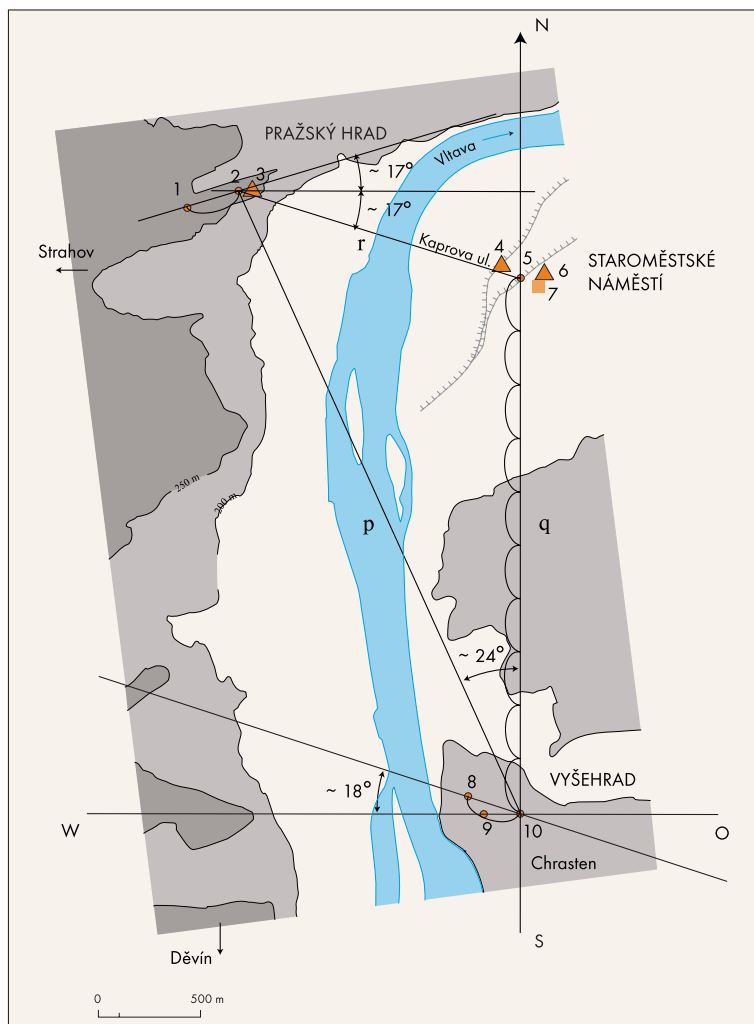 N
PRAŽSKÝ HRAD
Vltava
~ 17°
1
2
3
~ 17°
r
Kaprova ul.
4
5
6
7
Strahov
STAROMĚSTSKÉ
NÁMĚSTÍ
250 m
200 m
p
q
~ 24°
~ 18°
8
VYŠEHRAD
W
9
10
O
Chrasten
S
Děvín
0
500 m